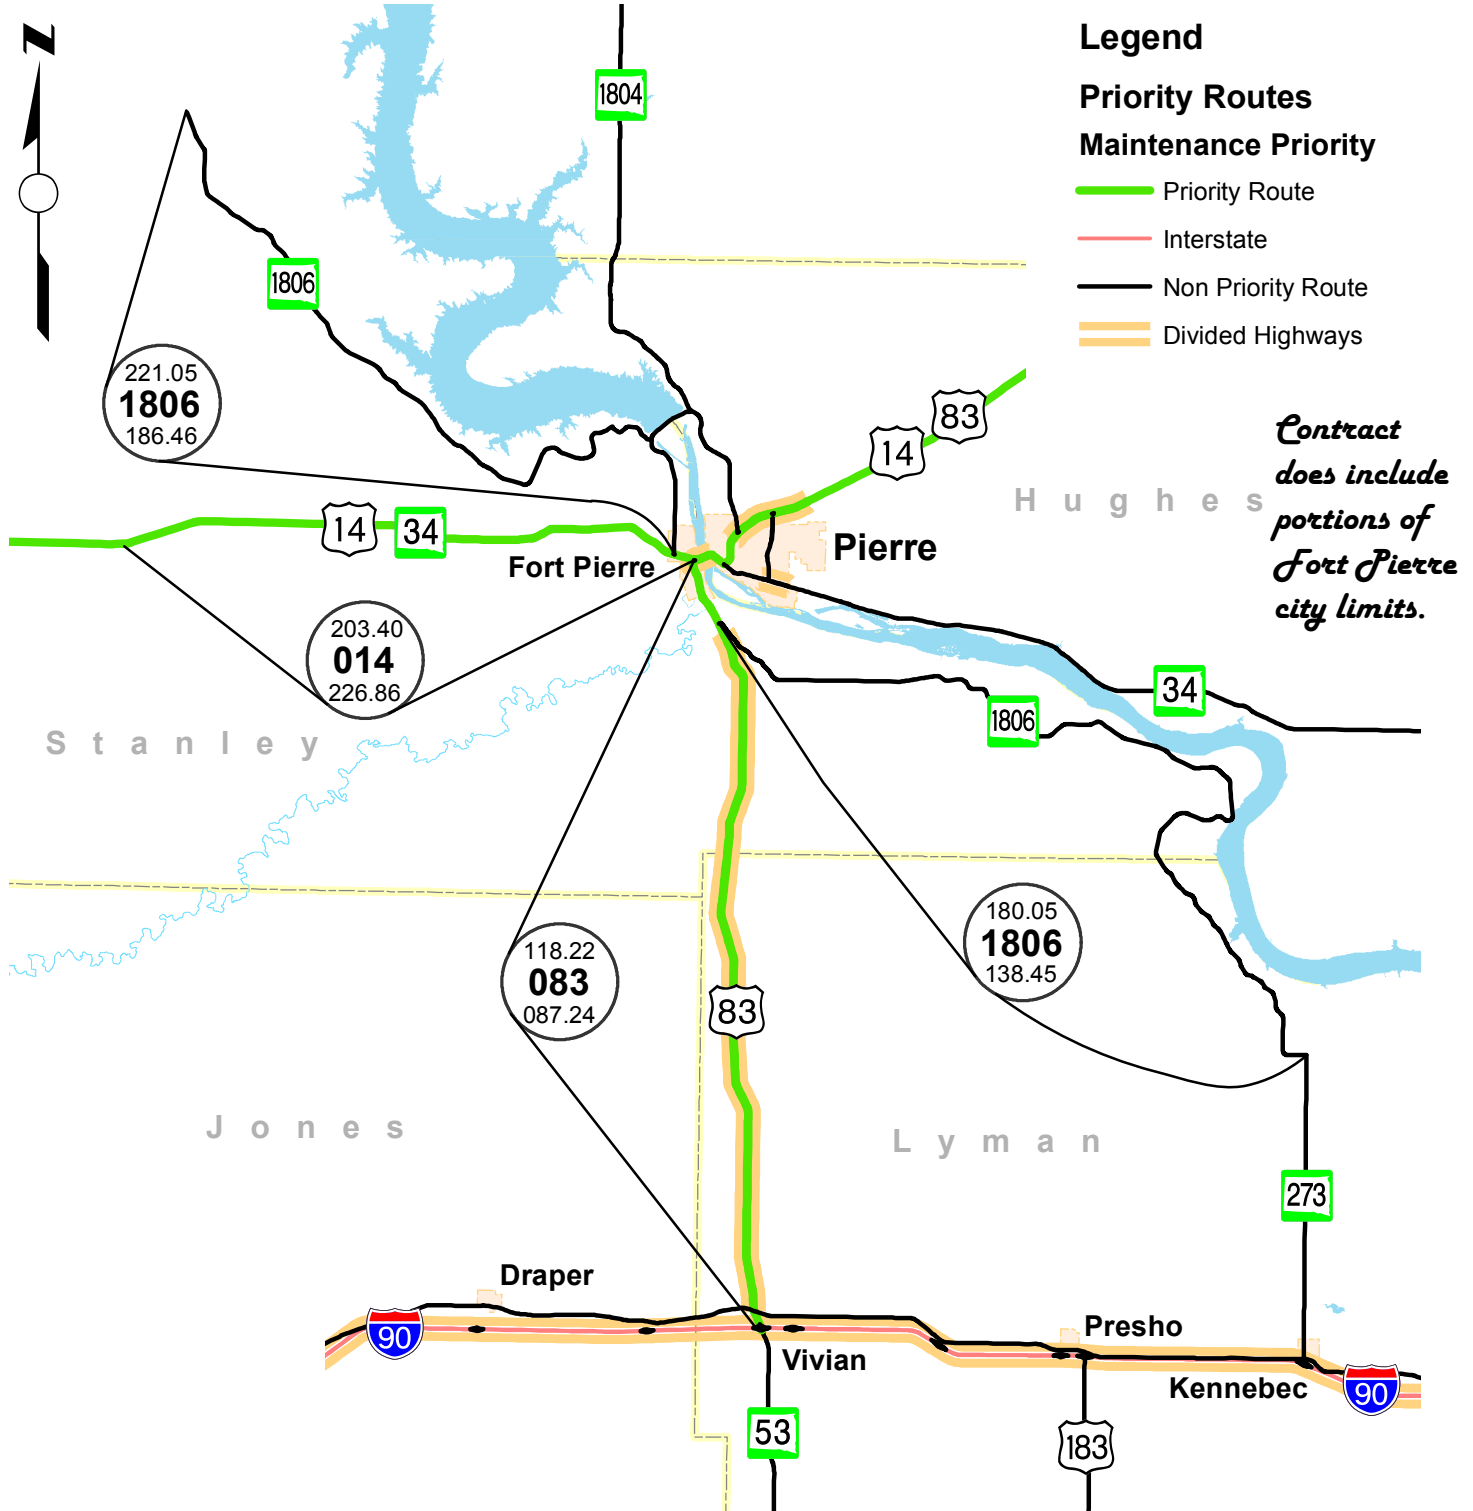 N
1804
Legend
Priority Routes
Maintenance Priority
Priority Route
Interstate
Non Priority Route
Divided Highways
1806
221.05
1806
186.46
83
14
Contract
does include
portions of
Fort Pierre
city limits.
Hughes
14
34
Fort Pierre
Pierre
203.40
014
226.86
Stanley
34
1806
118.22
083
087.24
180.05
1806
138.45
83
Jones
Lyman
273
Draper
90
Presho
Vivian
Kennebec
90
53
183